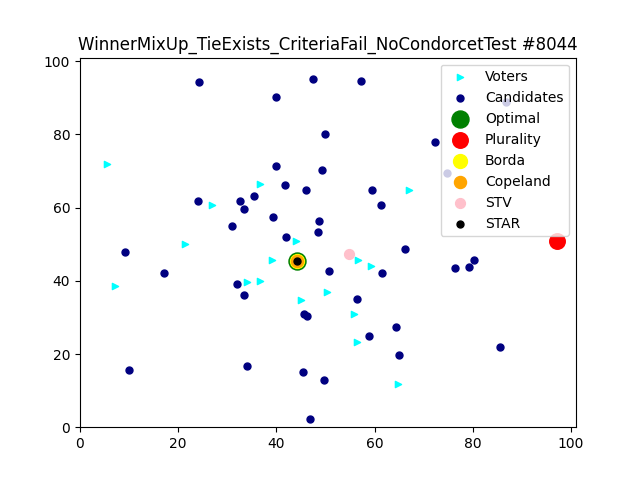 WinnerMixUp_TieExists_CriteriaFail_NoCondorcetTest #8044
100
80
60
40
20
0
0 20 40 60 80 100
Voters
Candidates
Optimal
Plurality
Borda
Copeland
STV
STAR